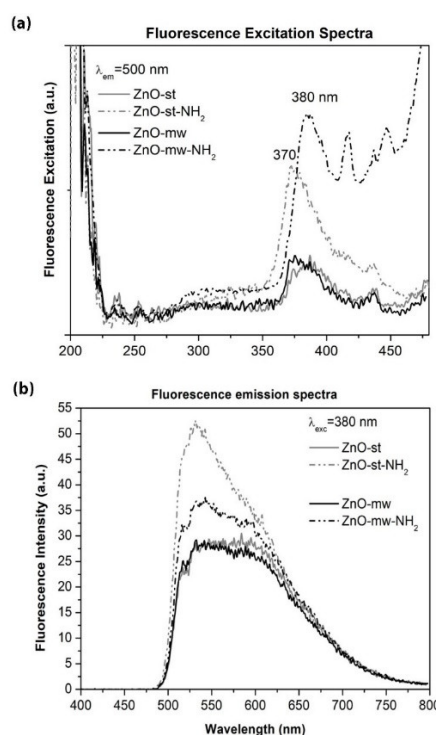 (a)
Fluorescence Excitation Spectra
λem=500 nm
ZnO-st
ZnO-st-NH2
ZnO-mw
ZnO-mw-NH2
380 nm
370
Fluorescence Excitation (a.u.)
200 250 300 350 400 450
(b)
Fluorescence emission spectra
λexc=380 nm
ZnO-st
ZnO-st-NH2
ZnO-mw
ZnO-mw-NH2
Fluorescence Intensity (a.u.)
55
50
45
40
35
30
25
20
15
10
5
0
400 450 500 550 600 650 700 750 800
Wavelength (nm)